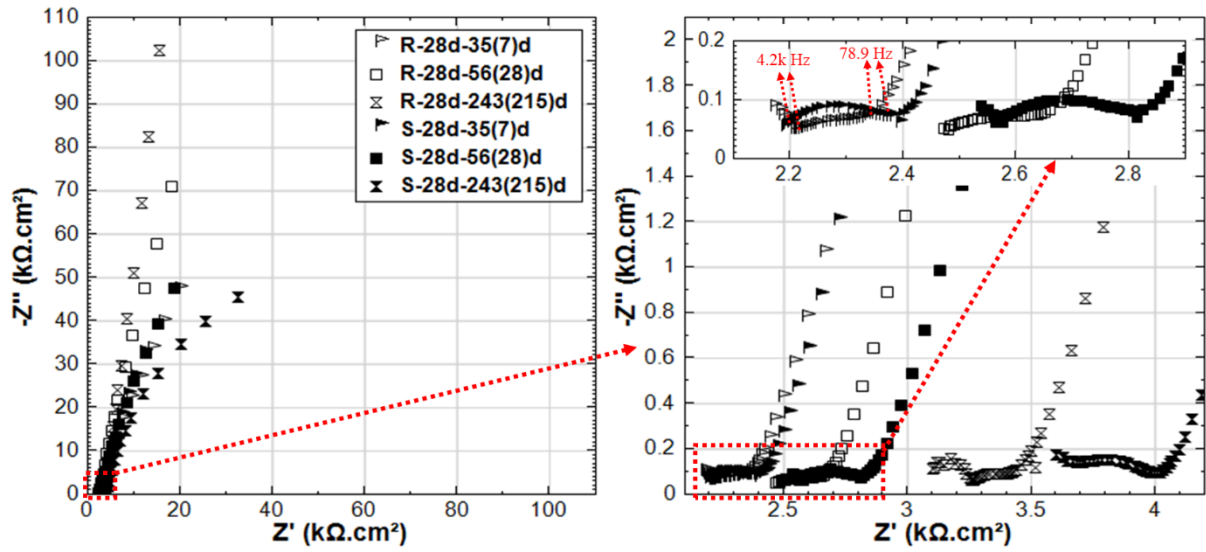 110
100
90
80
70
60
50
40
30
20
10
0
-Z'' (kΩ.cm²)
0 20 40 60 80 100
Z' (kΩ.cm²)
R-28d-35(7)d
R-28d-56(28)d
R-28d-243(215)d
S-28d-35(7)d
S-28d-56(28)d
S-28d-243(215)d
2
1.8
1.6
1.4
1.2
1
0.8
0.6
0.4
0.2
0
-Z'' (kΩ.cm²)
2.5 3 3.5 4
Z' (kΩ.cm²)
0.2
0.1
0
2.2 2.4 2.6 2.8
4.2k Hz
78.9 Hz